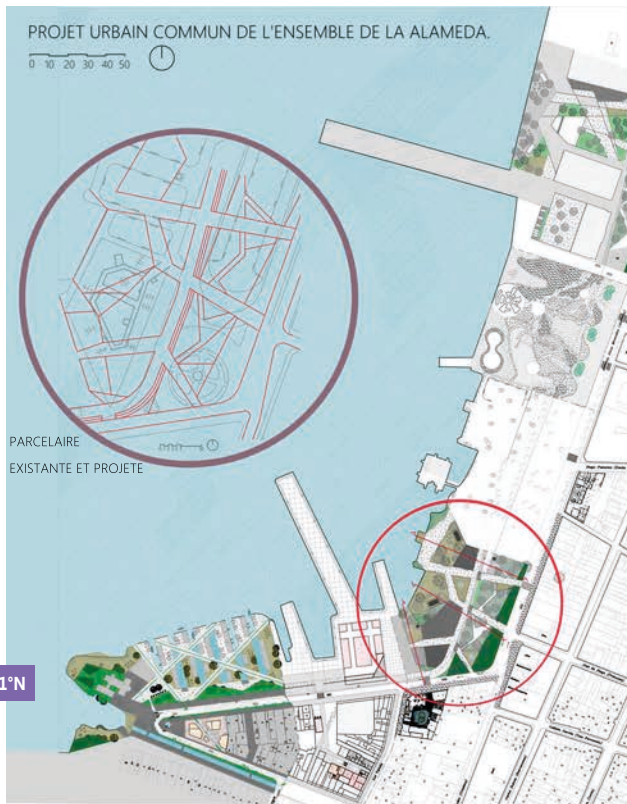 PROJET URBAIN COMMUN DE L'ENSEMBLE DE LA ALAMEDA.
0 10 20 30 40 50
PARCELAIRE
EXISTANTE ET PROJETE
1°N